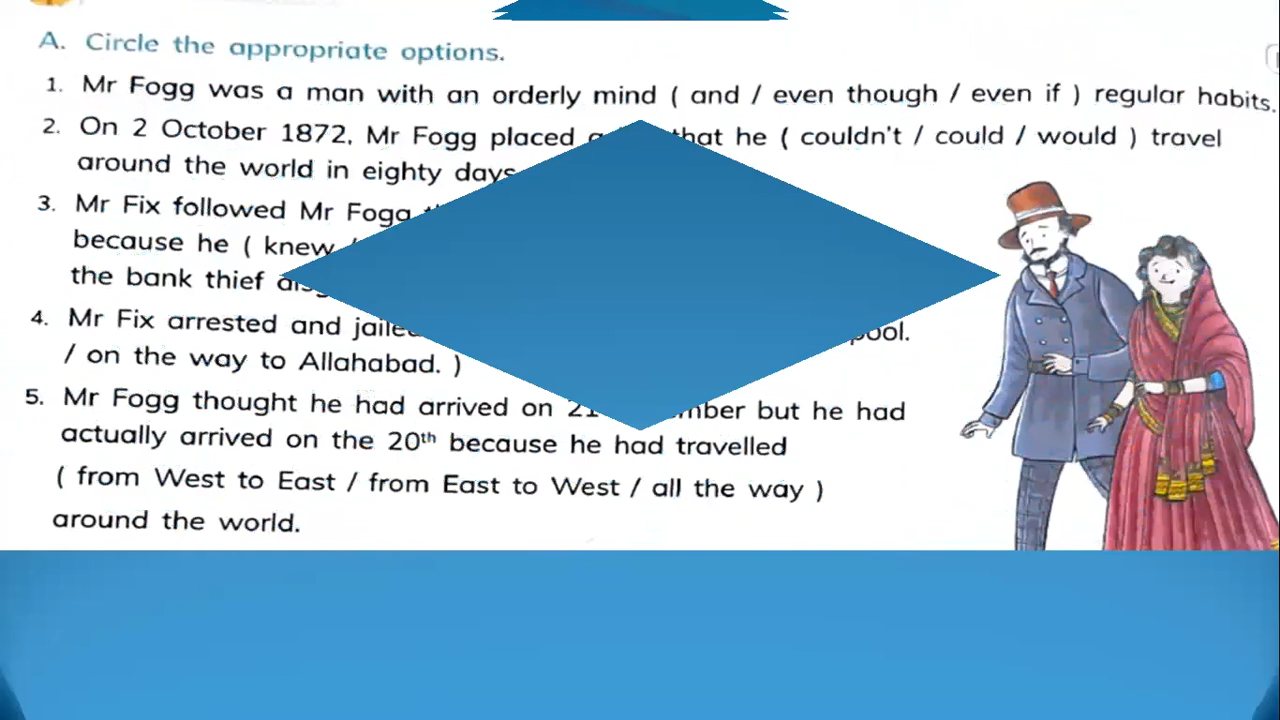 A. Circle the appropriate options.
1. Mr Fogg was a man with an orderly mind ( and / even though / even if ) regular habits.
2. On 2 October 1872, Mr Fogg placed that he ( couldn't / could / would ) travel
around the world in eighty days
3. Mr Fix followed Mr Fogg
because he ( knew
the bank thief
4. Mr Fix arrested and
/ on the way to Allahabad. )
5. Mr Fogg thought he had arrived on but he had
actually arrived on the 20th because he had travelled
( from West to East / from East to West / all the way )
around the world.